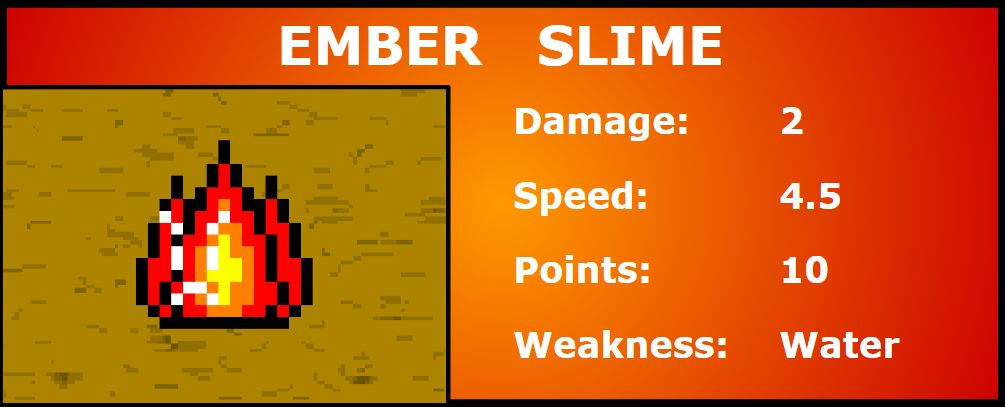 EMBER SLIME
Damage: 2
Speed: 4.5
Points: 10
Weakness: Water